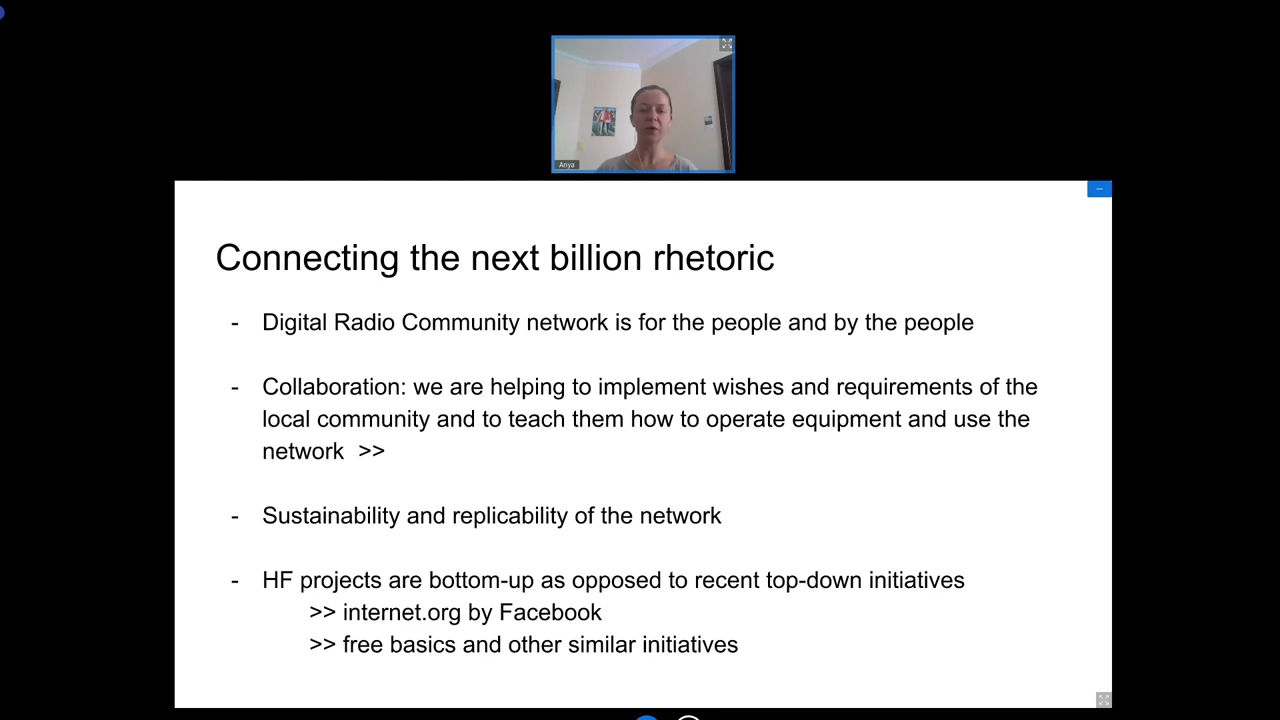 Anya
Connecting the next billion rhetoric
- Digital Radio Community network is for the people and by the people
- Collaboration: we are helping to implement wishes and requirements of the
local community and to teach them how to operate equipment and use the
network >>
- Sustainability and replicability of the network
- HF projects are bottom-up as opposed to recent top-down initiatives
>> internet.org by Facebook
>> free basics and other similar initiatives